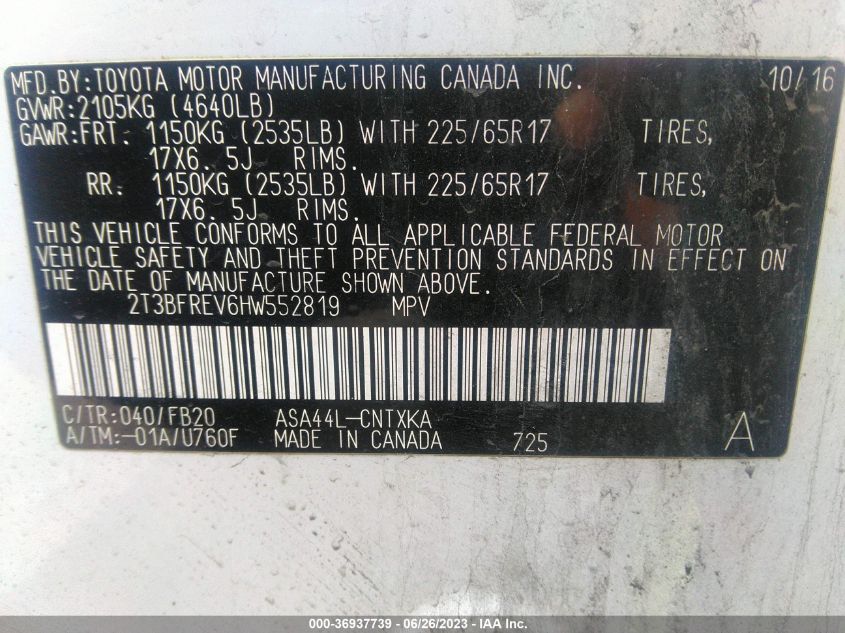 MFD.BY:TOYOTA MOTOR MANUFACTURING CANADA INC. 10/16
GVWR:2105KG (4640LB)
GAWR:FRT. 1150KG (2535LB) WITH 225/65R17 TIRES,
17X6.5J RIMS.
RR. 1150KG (2535LB) WITH 225/65R17 TIRES,
17X6.5J RIMS.
THIS VEHICLE CONFORMS TO ALL APPLICABLE FEDERAL MOTOR
VEHICLE SAFETY AND THEFT PREVENTION STANDARDS IN EFFECT ON
THE DATE OF MANUFACTURE SHOWN ABOVE.
2T3BFREV6HW552819 MPV
C/TR:040/FB20 ASA44L-CNTXKA
A/TM:-01A/U760F MADE IN CANADA 725 A
000-36937739 - 06/26/2023 - IAA Inc.